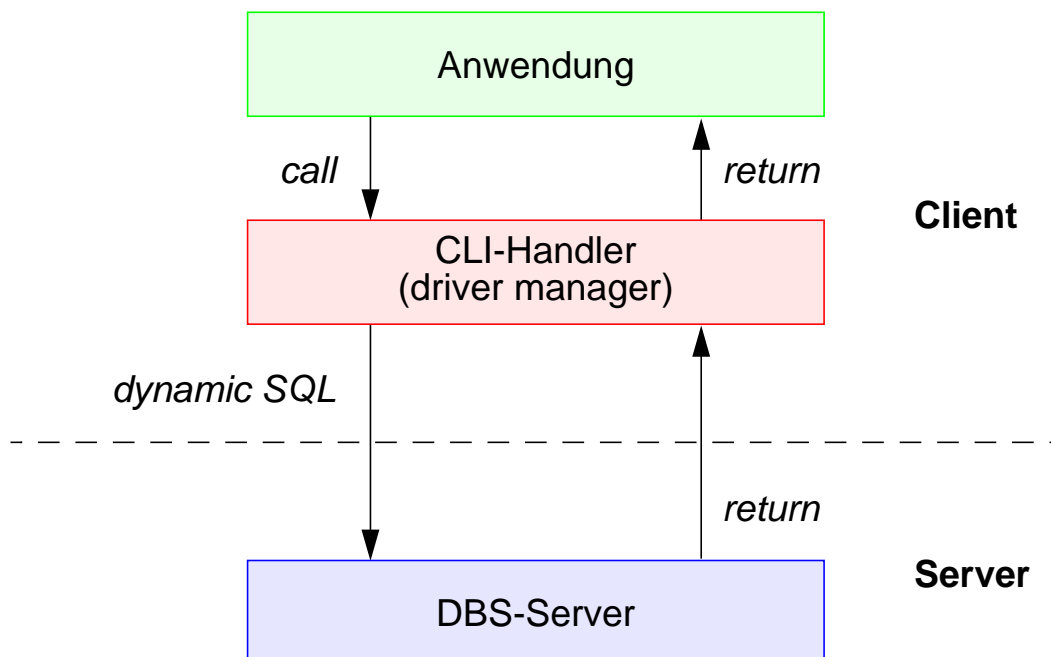 Anwendung
call
return
Client
CLI-Handler
(driver manager)
dynamic SQL
return
Server
DBS-Server